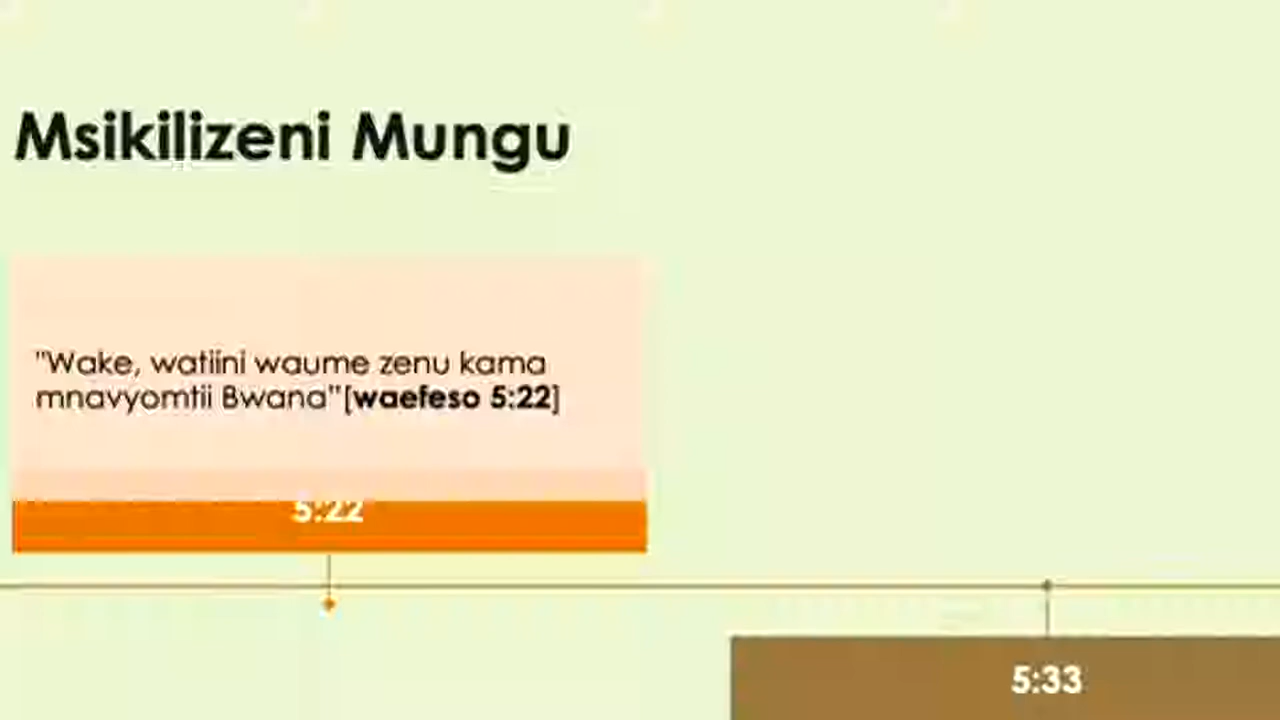 Msikilizeni Mungu
"Wake, watiini waume zenu kama
mnavyomtii Bwana"[waefeso 5:22]
5:22
5:33